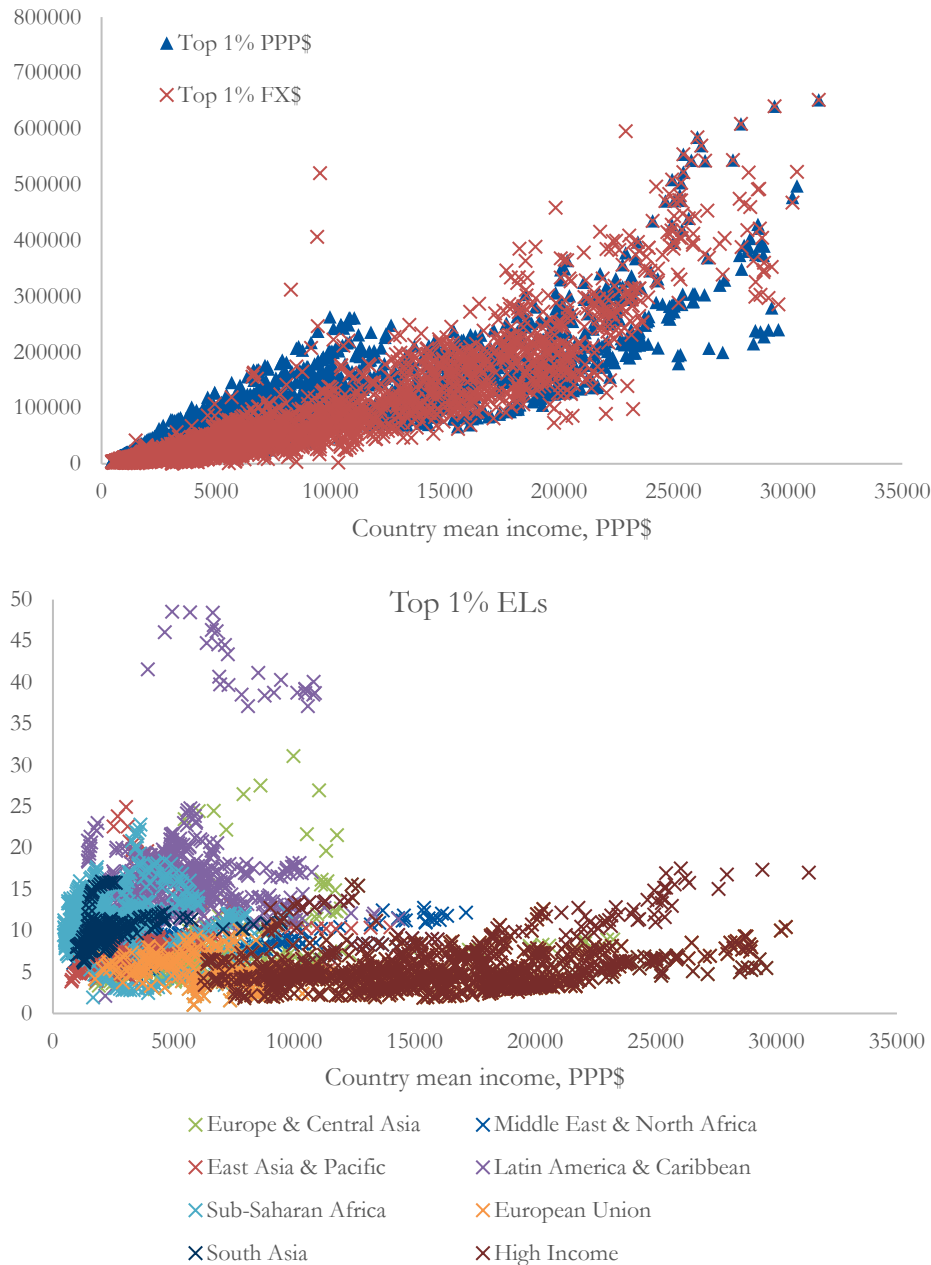 800000
700000
600000
500000
400000
300000
200000
100000
0
Top 1% PPP$
Top 1% FX$
0 5000 10000 15000 20000 25000 30000 35000
Country mean income, PPP$
Top 1% ELs
50
45
40
35
30
25
20
15
10
5
0
0 5000 10000 15000 20000 25000 30000 35000
Country mean income, PPP$
Europe & Central Asia Middle East & North Africa
East Asia & Pacific Latin America & Caribbean
Sub-Saharan Africa European Union
South Asia High Income